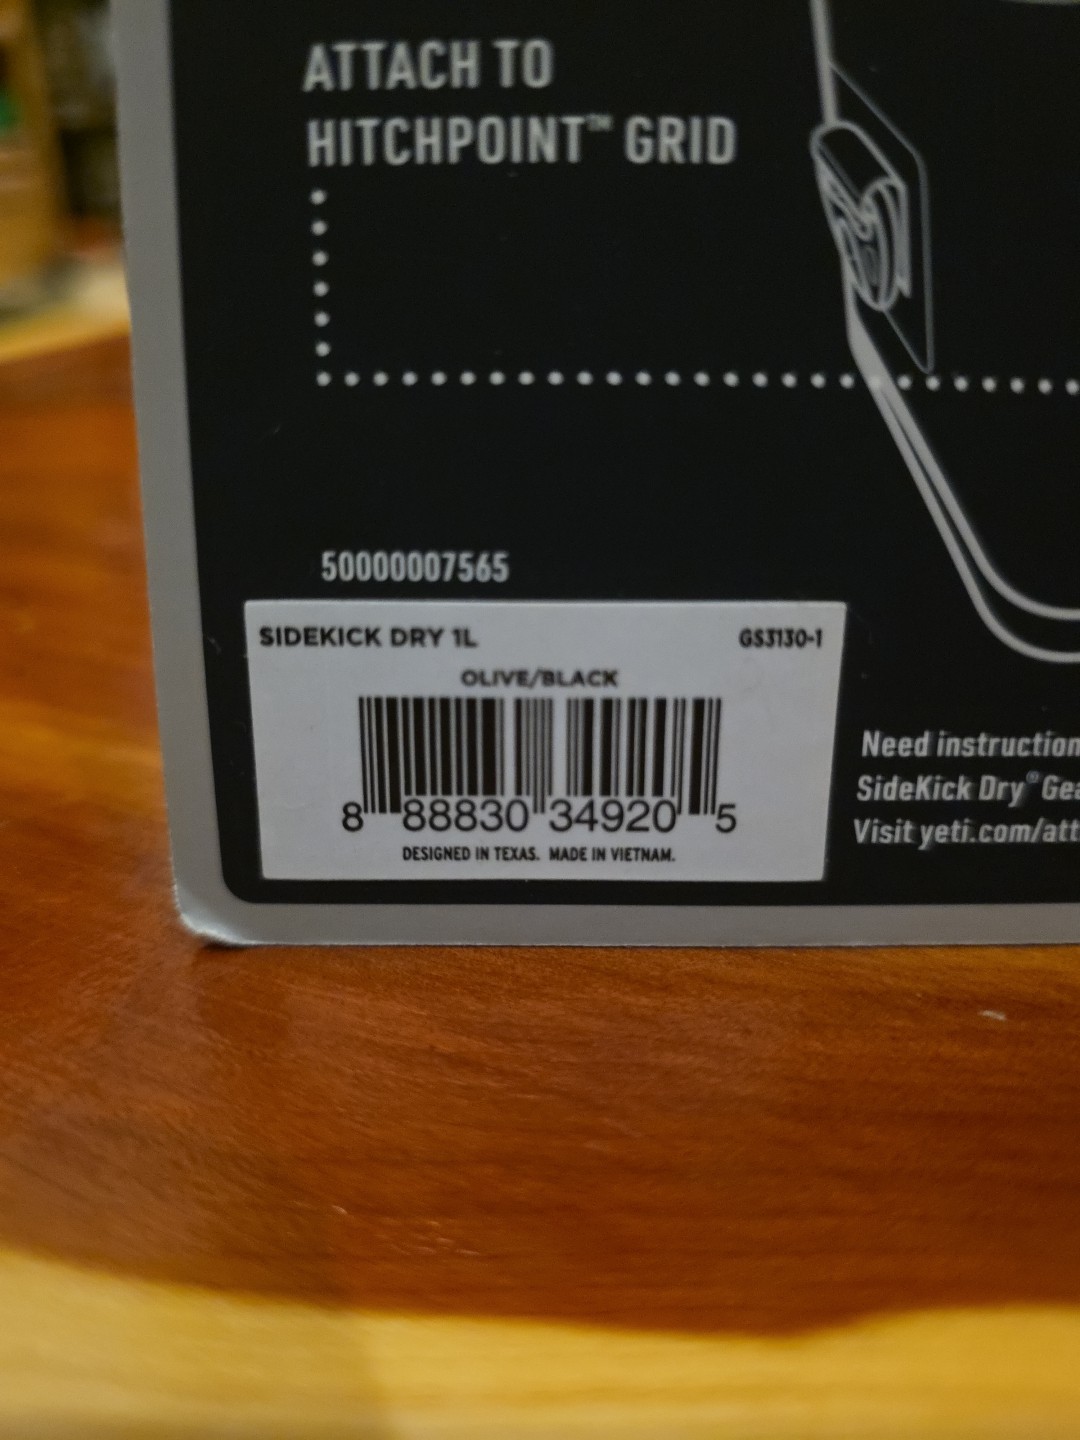 ATTACH TO
HITCHPOINT™ GRID
50000007565
SIDEKICK DRY 1L GS3130-1
OLIVE/BLACK
8 88830 34920 5
DESIGNED IN TEXAS. MADE IN VIETNAM.
Need instruction
SideKick Dry® Gea
Visit yeti.com/att